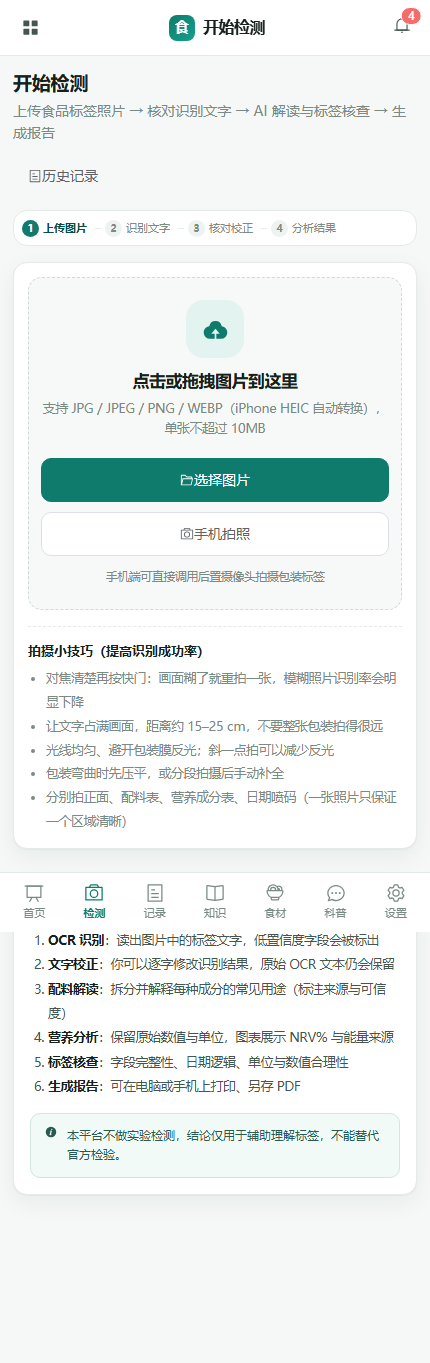 食 开始检测
4
开始检测
上传食品标签照片 → 核对识别文字 → AI 解读与标签核查 → 生
成报告
历史记录
1 上传图片 2 识别文字 3 核对校正 4 分析结果
点击或拖拽图片到这里
支持 JPG / JPEG / PNG / WEBP（iPhone HEIC 自动转换），
单张不超过 10MB
选择图片
手机拍照
手机端可直接调用后置摄像头拍摄包装标签
拍摄小技巧（提高识别成功率）
对焦清楚再按快门：画面糊了就重拍一张，模糊照片识别率会明
显下降
让文字占满画面，距离约 15–25 cm，不要整张包装拍得很远
光线均匀、避开包装膜反光；斜一点拍可以减少反光
包装弯曲时先压平，或分段拍摄后手动补全
分别拍正面、配料表、营养成分表、日期喷码（一张照片只保证
一个区域清晰）
首页 检测 记录 知识 食材 科普 设置
1. OCR 识别：读出图片中的标签文字，低置信度字段会被标出
2. 文字校正：你可以逐字修改识别结果，原始 OCR 文本仍会保留
3. 配料解读：拆分并解释每种成分的常见用途（标注来源与可信
度）
4. 营养分析：保留原始数值与单位，图表展示 NRV% 与能量来源
5. 标签核查：字段完整性、日期逻辑、单位与数值合理性
6. 生成报告：可在电脑或手机上打印、另存 PDF
本平台不做实验检测，结论仅用于辅助理解标签，不能替代
官方检验。